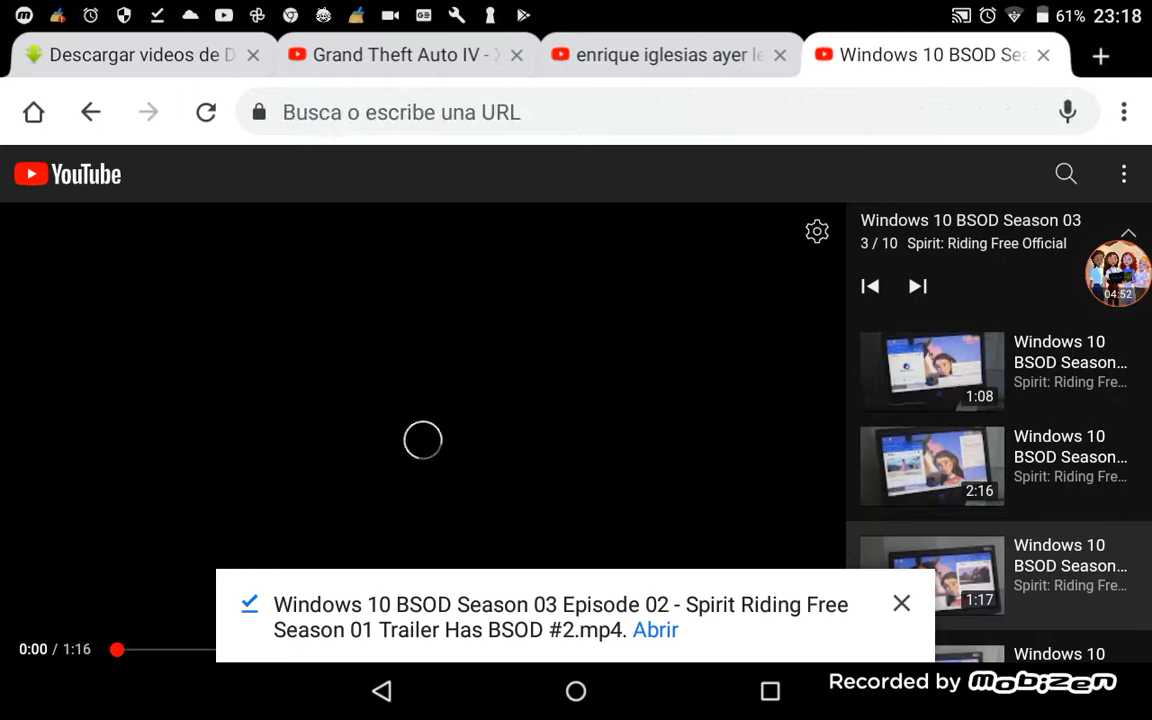 61% 23:18
Descargar videos de D
Grand Theft Auto IV -
enrique iglesias ayer le
Windows 10 BSOD Sea
Busca o escribe una URL
YouTube
Windows 10 BSOD Season 03
3 / 10 Spirit: Riding Free Official
04:52
Windows 10
BSOD Season...
Spirit: Riding Fre...
1:08
Windows 10
BSOD Season...
Spirit: Riding Fre...
2:16
Windows 10
BSOD Season...
Spirit: Riding Fre...
1:17
Windows 10
Windows 10 BSOD Season 03 Episode 02 - Spirit Riding Free
Season 01 Trailer Has BSOD #2.mp4. Abrir
0:00 / 1:16
Recorded by mobizen